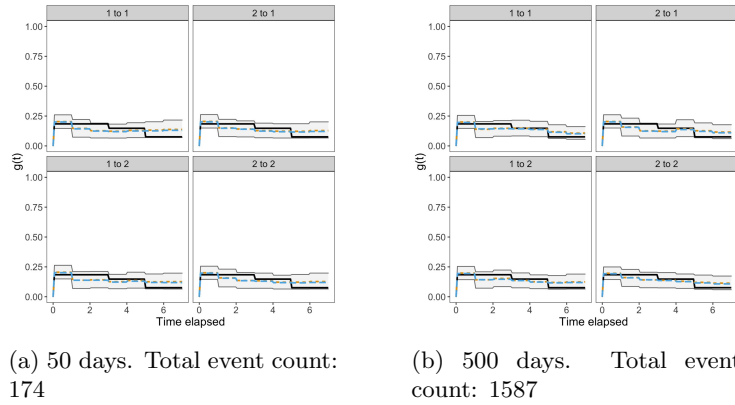 1 to 1
2 to 1
1 to 1
2 to 1
1.00
0.75
0.50
0.25
0.00
1.00
0.75
0.50
0.25
0.00
g(t)
1 to 2
2 to 2
1 to 2
2 to 2
1.00
0.75
0.50
0.25
0.00
1.00
0.75
0.50
0.25
0.00
g(t)
0 2 4 6 0 2 4 6
0 2 4 6 0 2 4 6
Time elapsed
Time elapsed
(a) 50 days. Total event count:
174
(b) 500 days. Total event
count: 1587